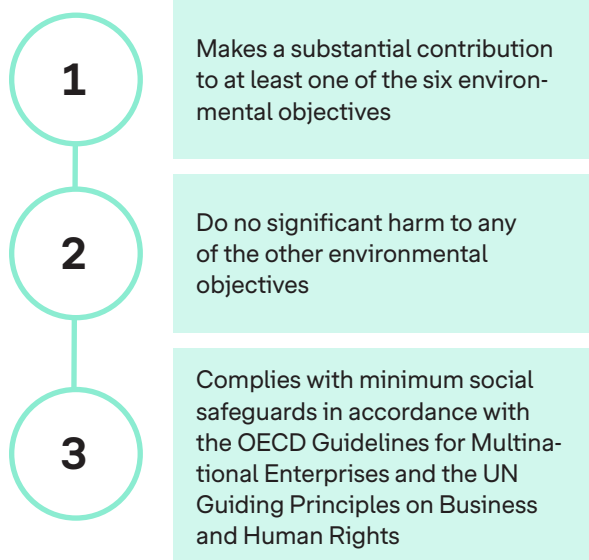 1
Makes a substantial contribution
to at least one of the six environ-
mental objectives
2
Do no significant harm to any
of the other environmental
objectives
3
Complies with minimum social
safeguards in accordance with
the OECD Guidelines for Multina-
tional Enterprises and the UN
Guiding Principles on Business
and Human Rights